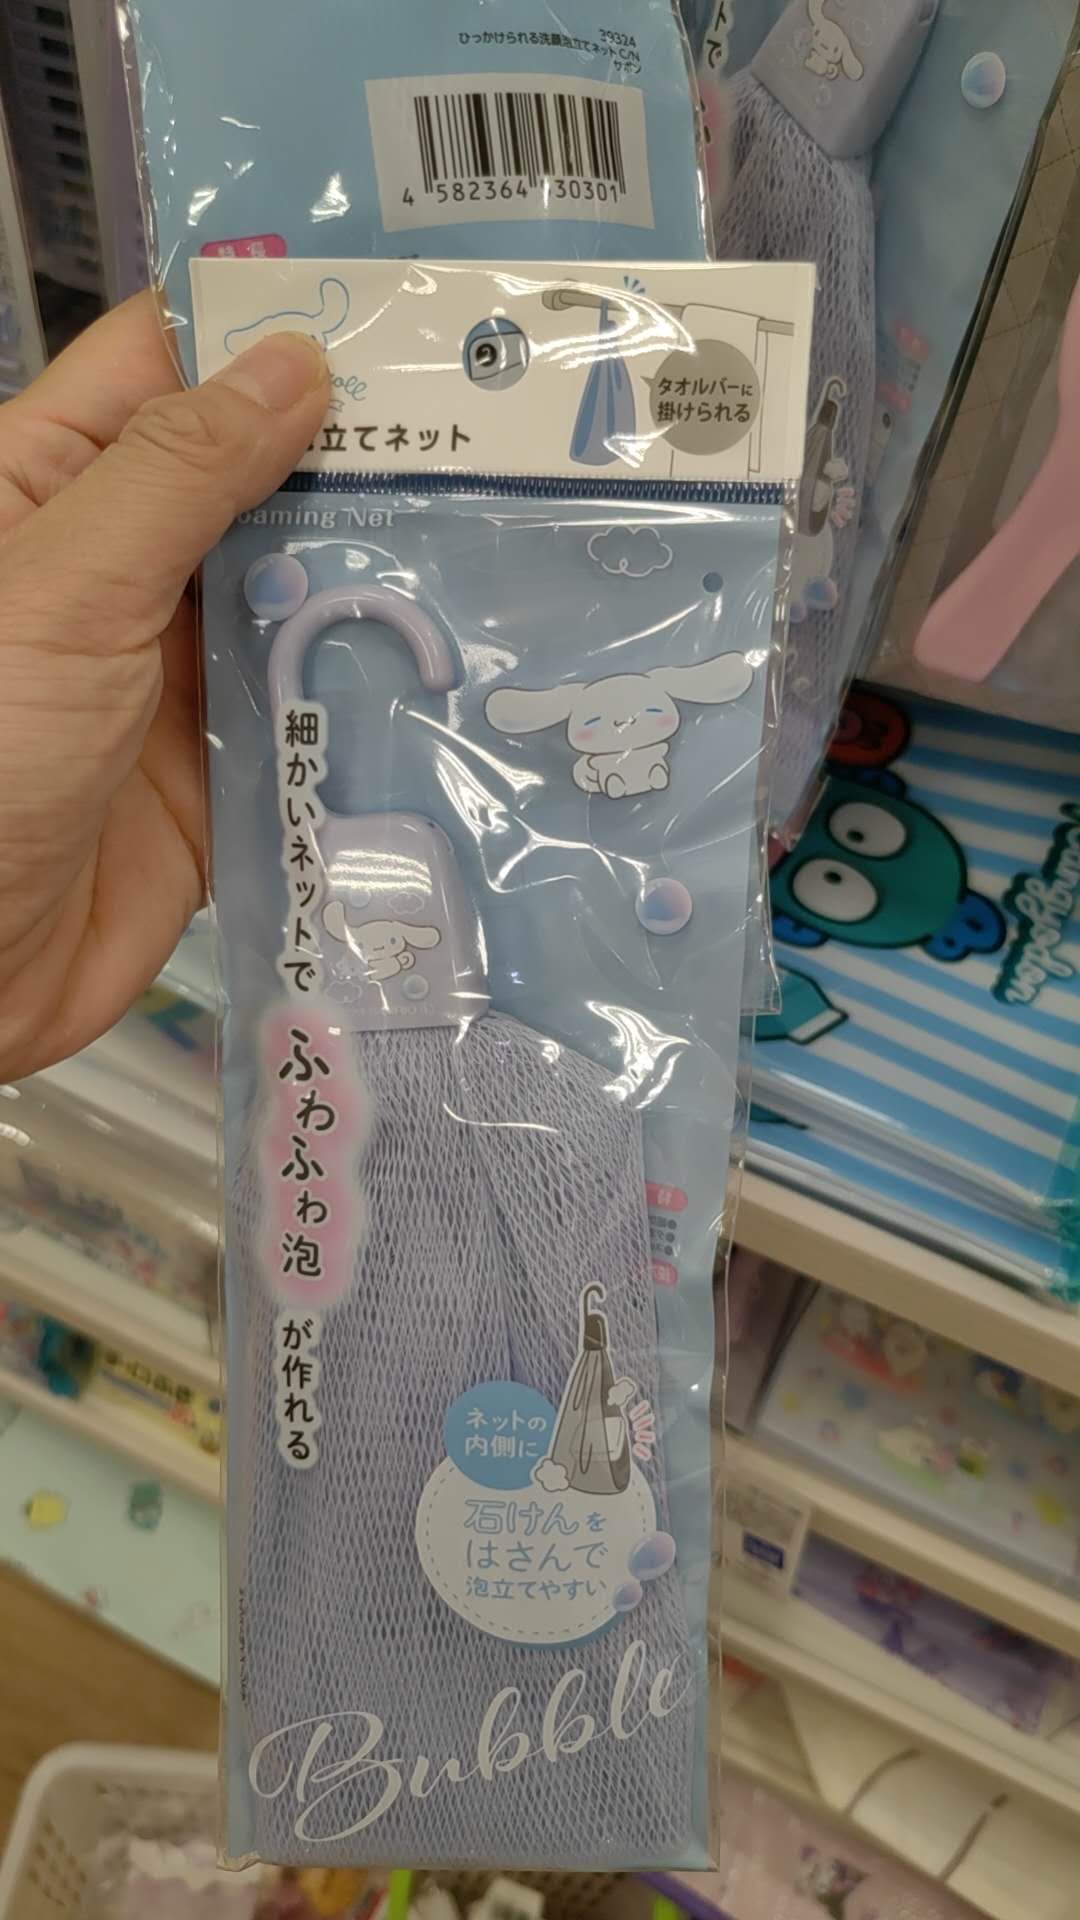 39324
ひっかけられる洗顔泡立てネット C/N
サボン
4 582364 930301
特長
タオルバーに
掛けられる
立てネット
oaming Net
細かいネットで
ふわふわ泡
が作れる
ネットの
内側に
石けんを
はさんで
泡立てやすい
Bubble